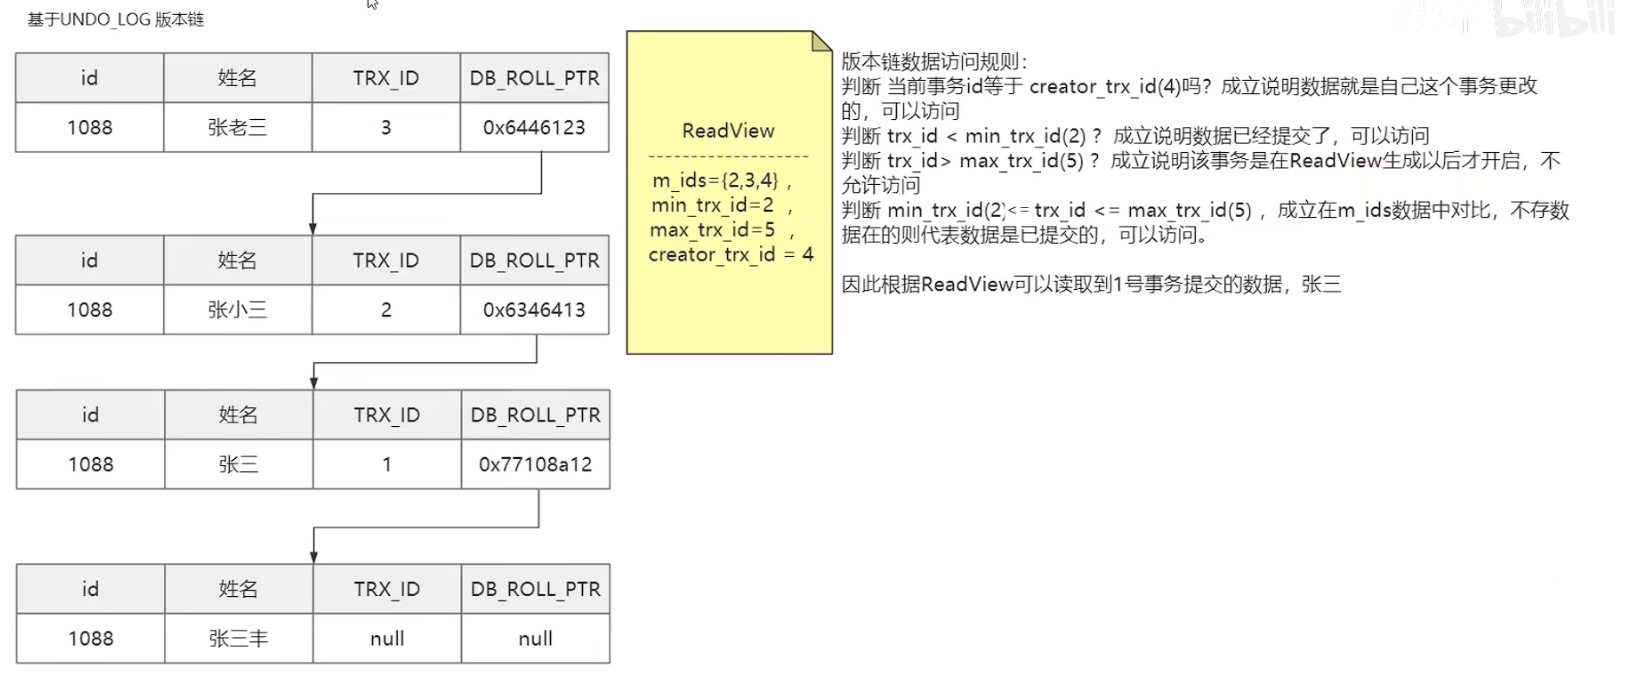 基于UNDO_LOG 版本链
id 姓名 TRX_ID DB_ROLL_PTR
1088 张老三 3 0x6446123
id 姓名 TRX_ID DB_ROLL_PTR
1088 张小三 2 0x6346413
id 姓名 TRX_ID DB_ROLL_PTR
1088 张三 1 0x77108a12
id 姓名 TRX_ID DB_ROLL_PTR
1088 张三丰 null null
ReadView
m_ids={2,3,4} ,
min_trx_id=2 ,
max_trx_id=5 ,
creator_trx_id = 4
版本链数据访问规则：
判断 当前事务id等于 creator_trx_id(4)吗？成立说明数据就是自己这个事务更改
的，可以访问
判断 trx_id < min_trx_id(2) ？成立说明数据已经提交了，可以访问
判断 trx_id> max_trx_id(5) ？成立说明该事务是在ReadView生成以后才开启，不
允许访问
判断 min_trx_id(2)<= trx_id <= max_trx_id(5) ，成立在m_ids数据中对比，不存数
据在的则代表数据是已提交的，可以访问。
因此根据ReadView可以读取到1号事务提交的数据，张三
bilibili